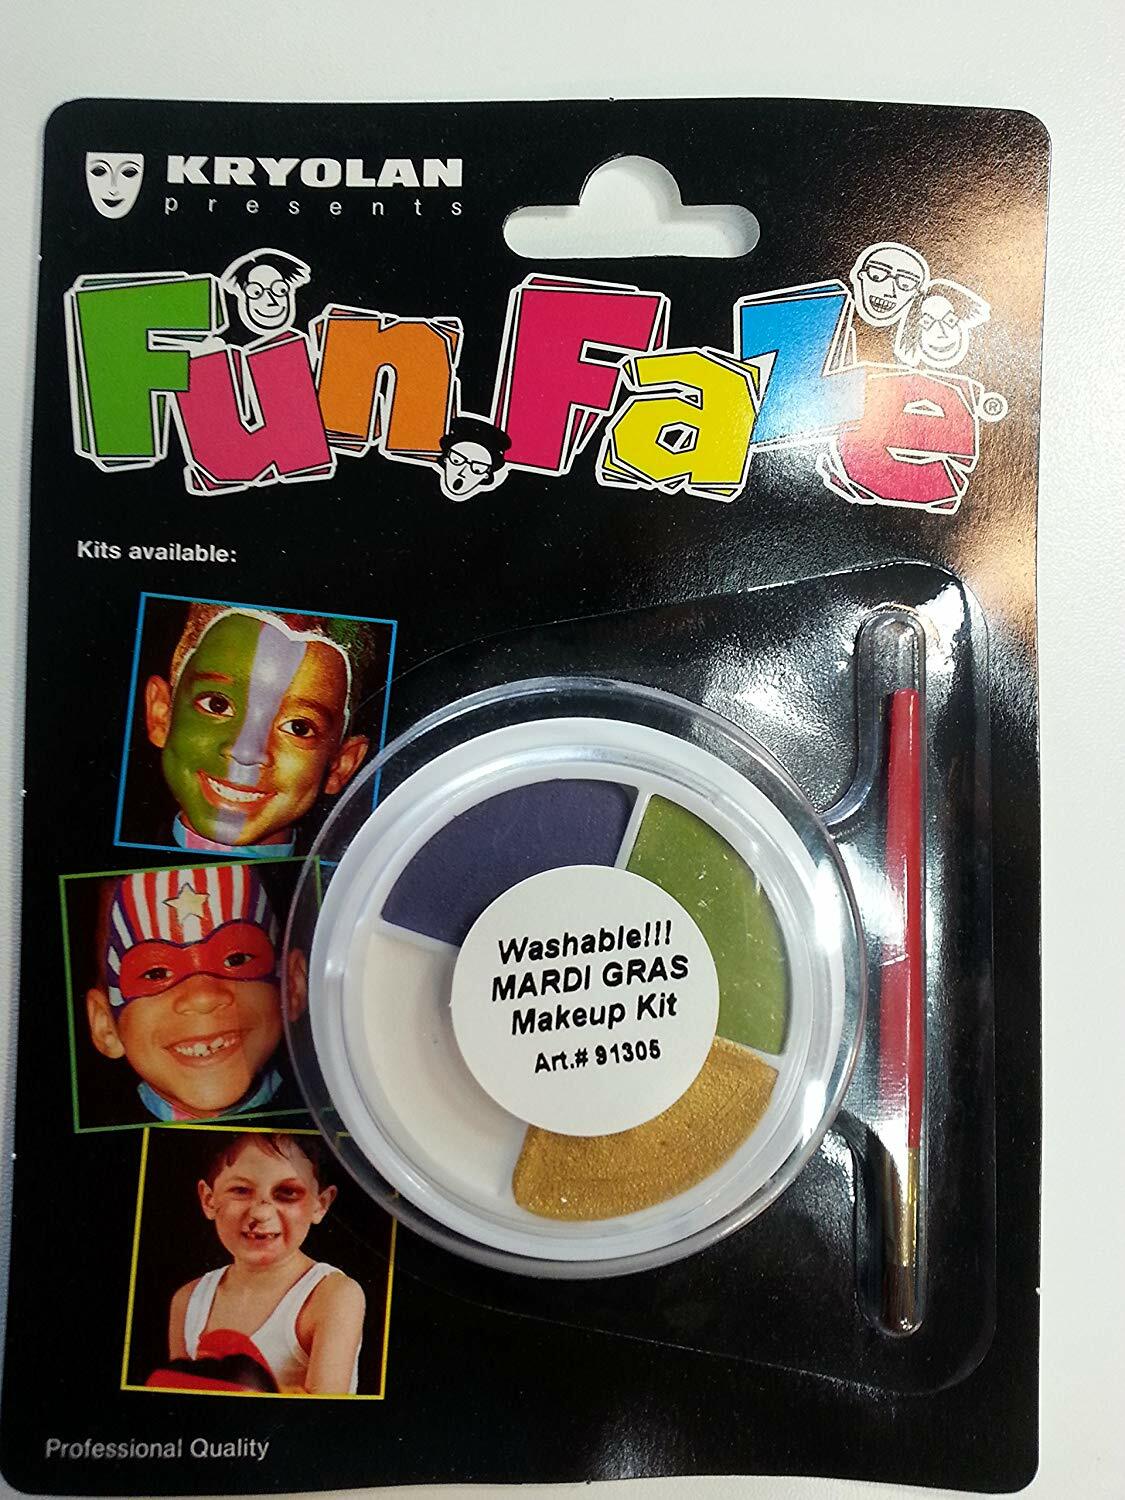 KRYOLAN
presents
Fun Faze®
Kits available:
Washable!!!
MARDI GRAS
Makeup Kit
Art.# 91305
Professional Quality